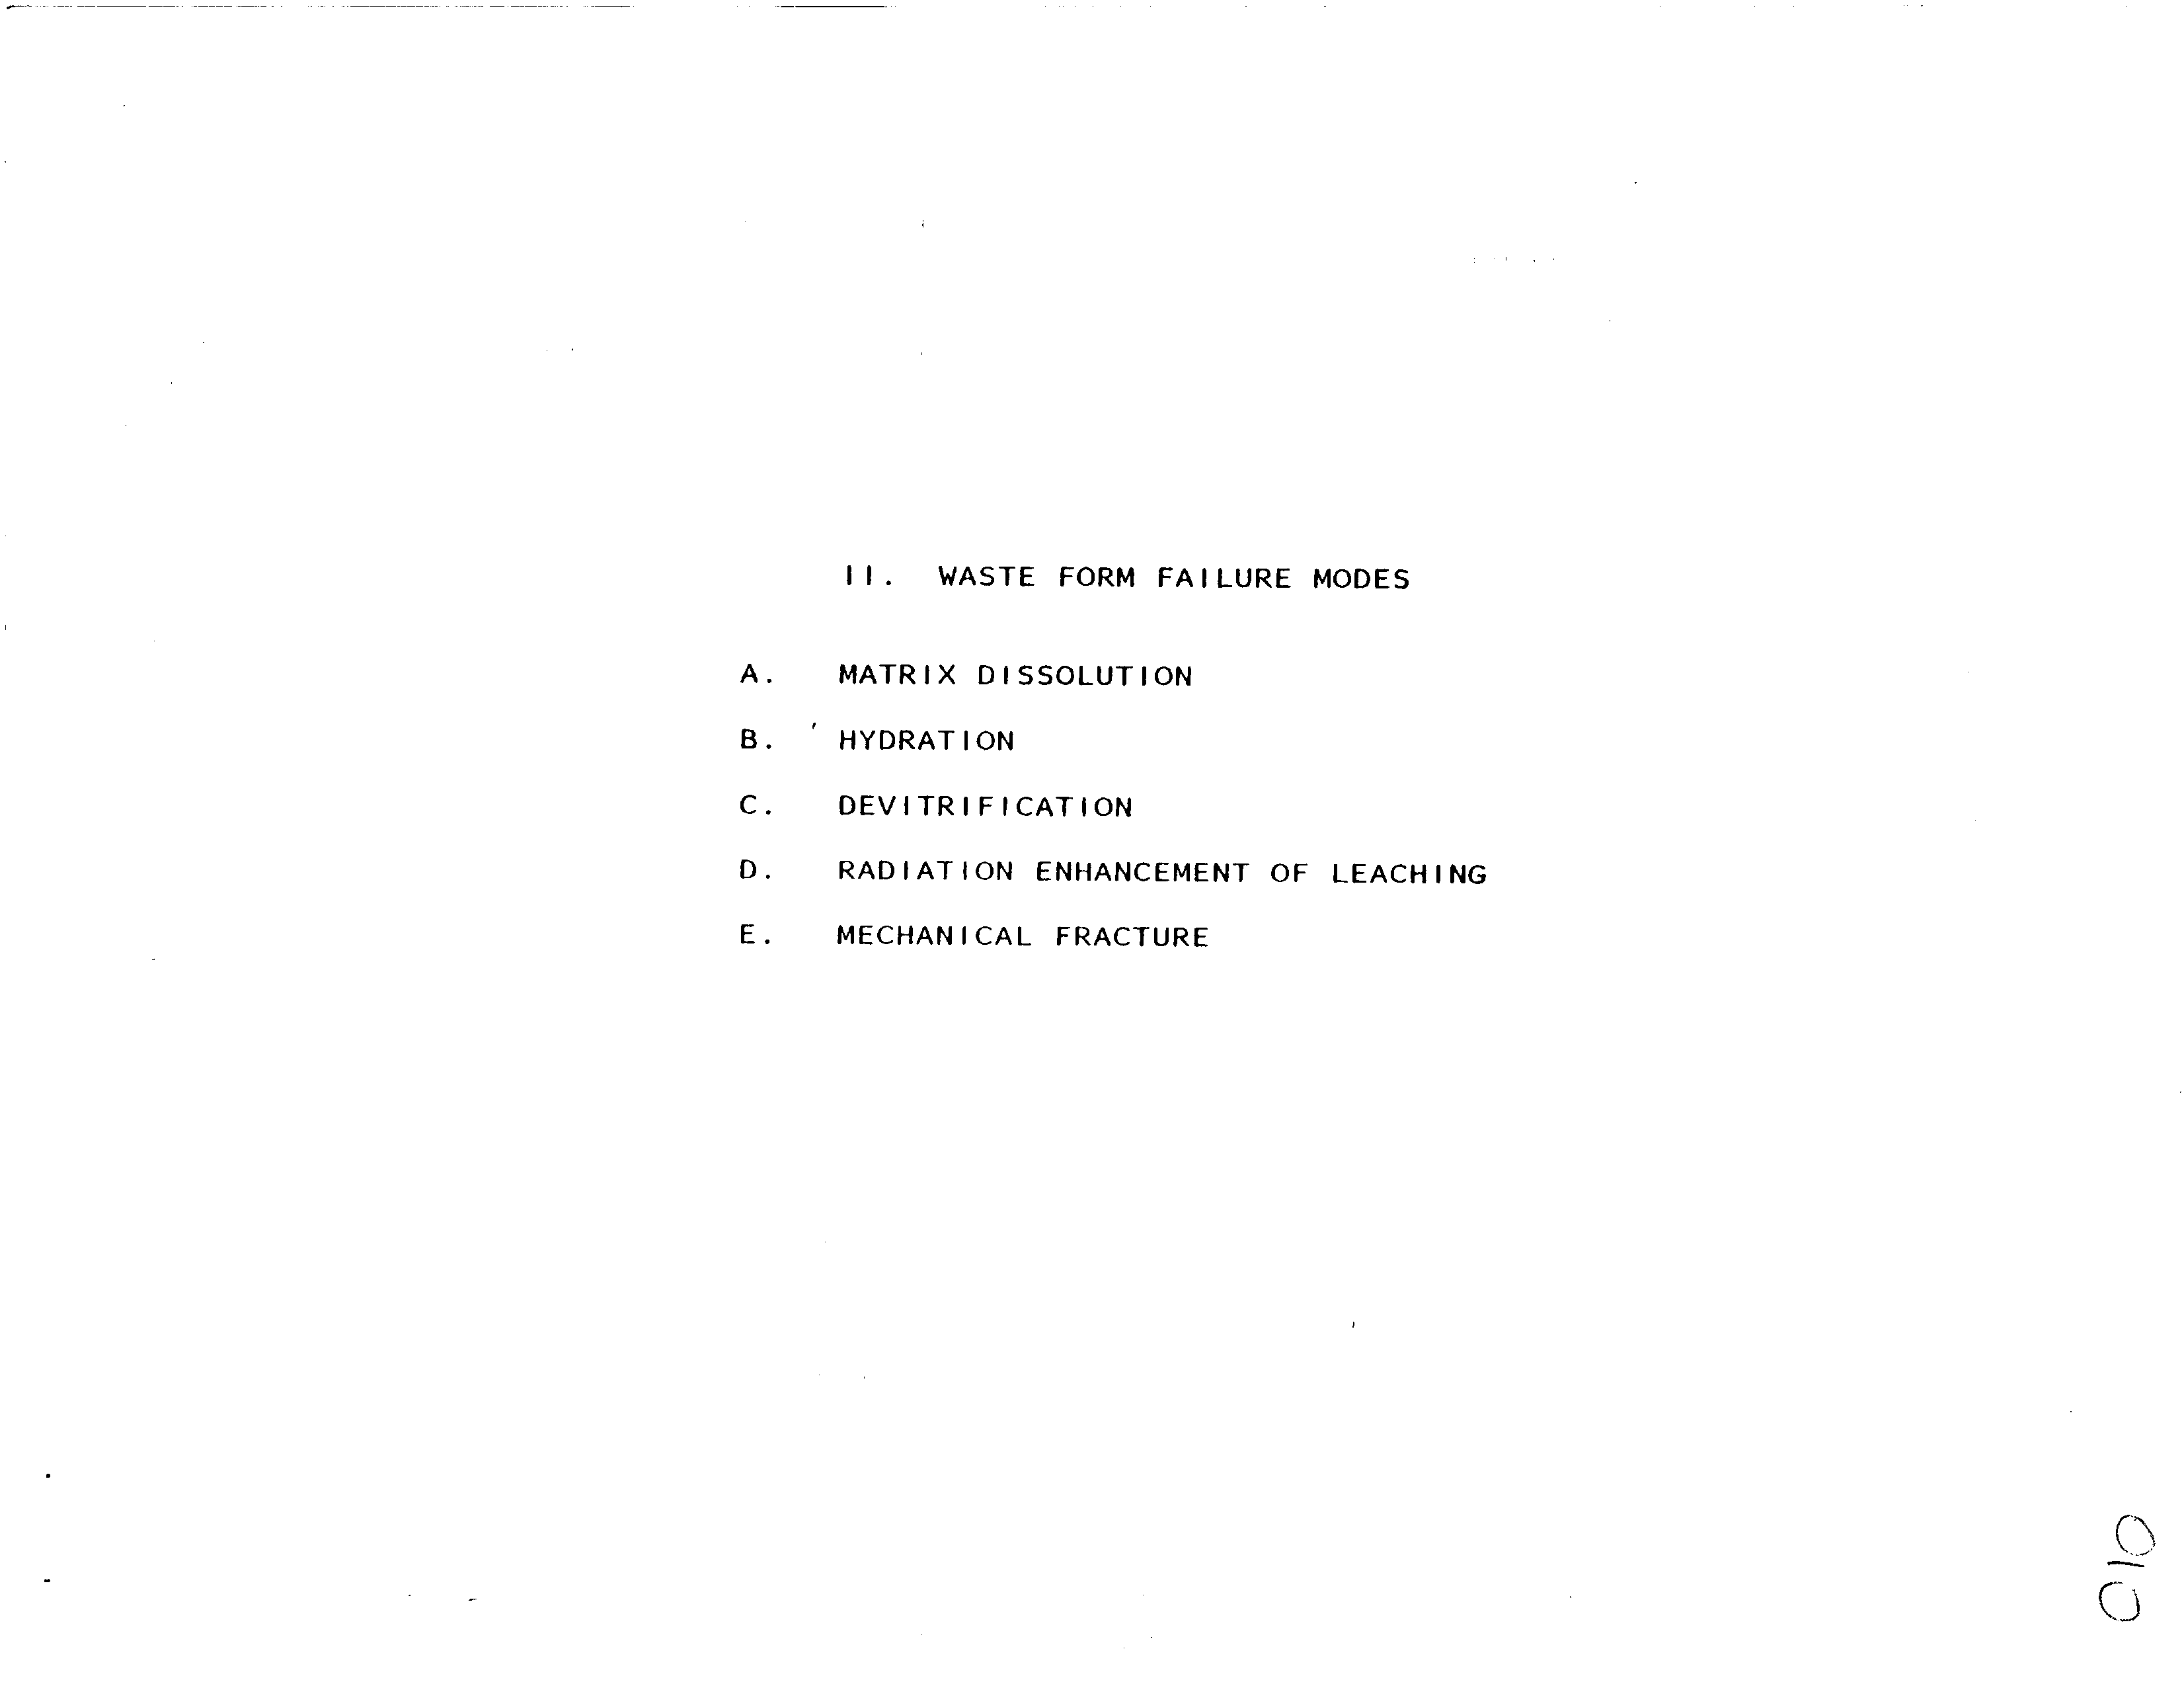 II. WASTE FORM FAILURE MODES
A. MATRIX DISSOLUTION
B. HYDRATION
C. DEVITRIFICATION
D. RADIATION ENHANCEMENT OF LEACHING
E. MECHANICAL FRACTURE
010